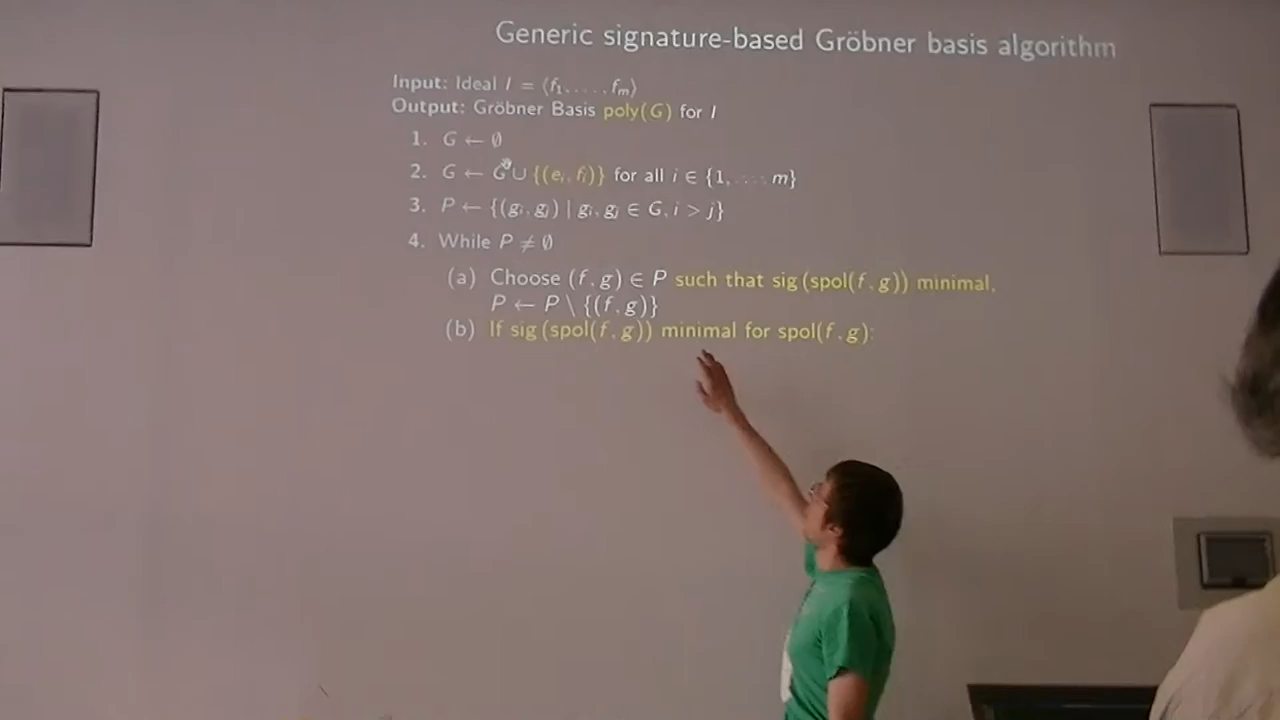 Generic signature-based Gröbner basis algorithm
Input: Ideal I = ⟨f₁, . . . , fₘ⟩
Output: Gröbner Basis poly(G) for I
1. G ← ∅
2. G ← G ∪ {(eᵢ, fᵢ)} for all i ∈ {1, . . . , m}
3. P ← {(gᵢ, gⱼ) | gᵢ, gⱼ ∈ G, i > j}
4. While P ≠ ∅
(a) Choose (f, g) ∈ P such that sig (spol(f, g)) minimal,
P ← P \ {(f, g)}
(b) If sig (spol(f, g)) minimal for spol(f, g):